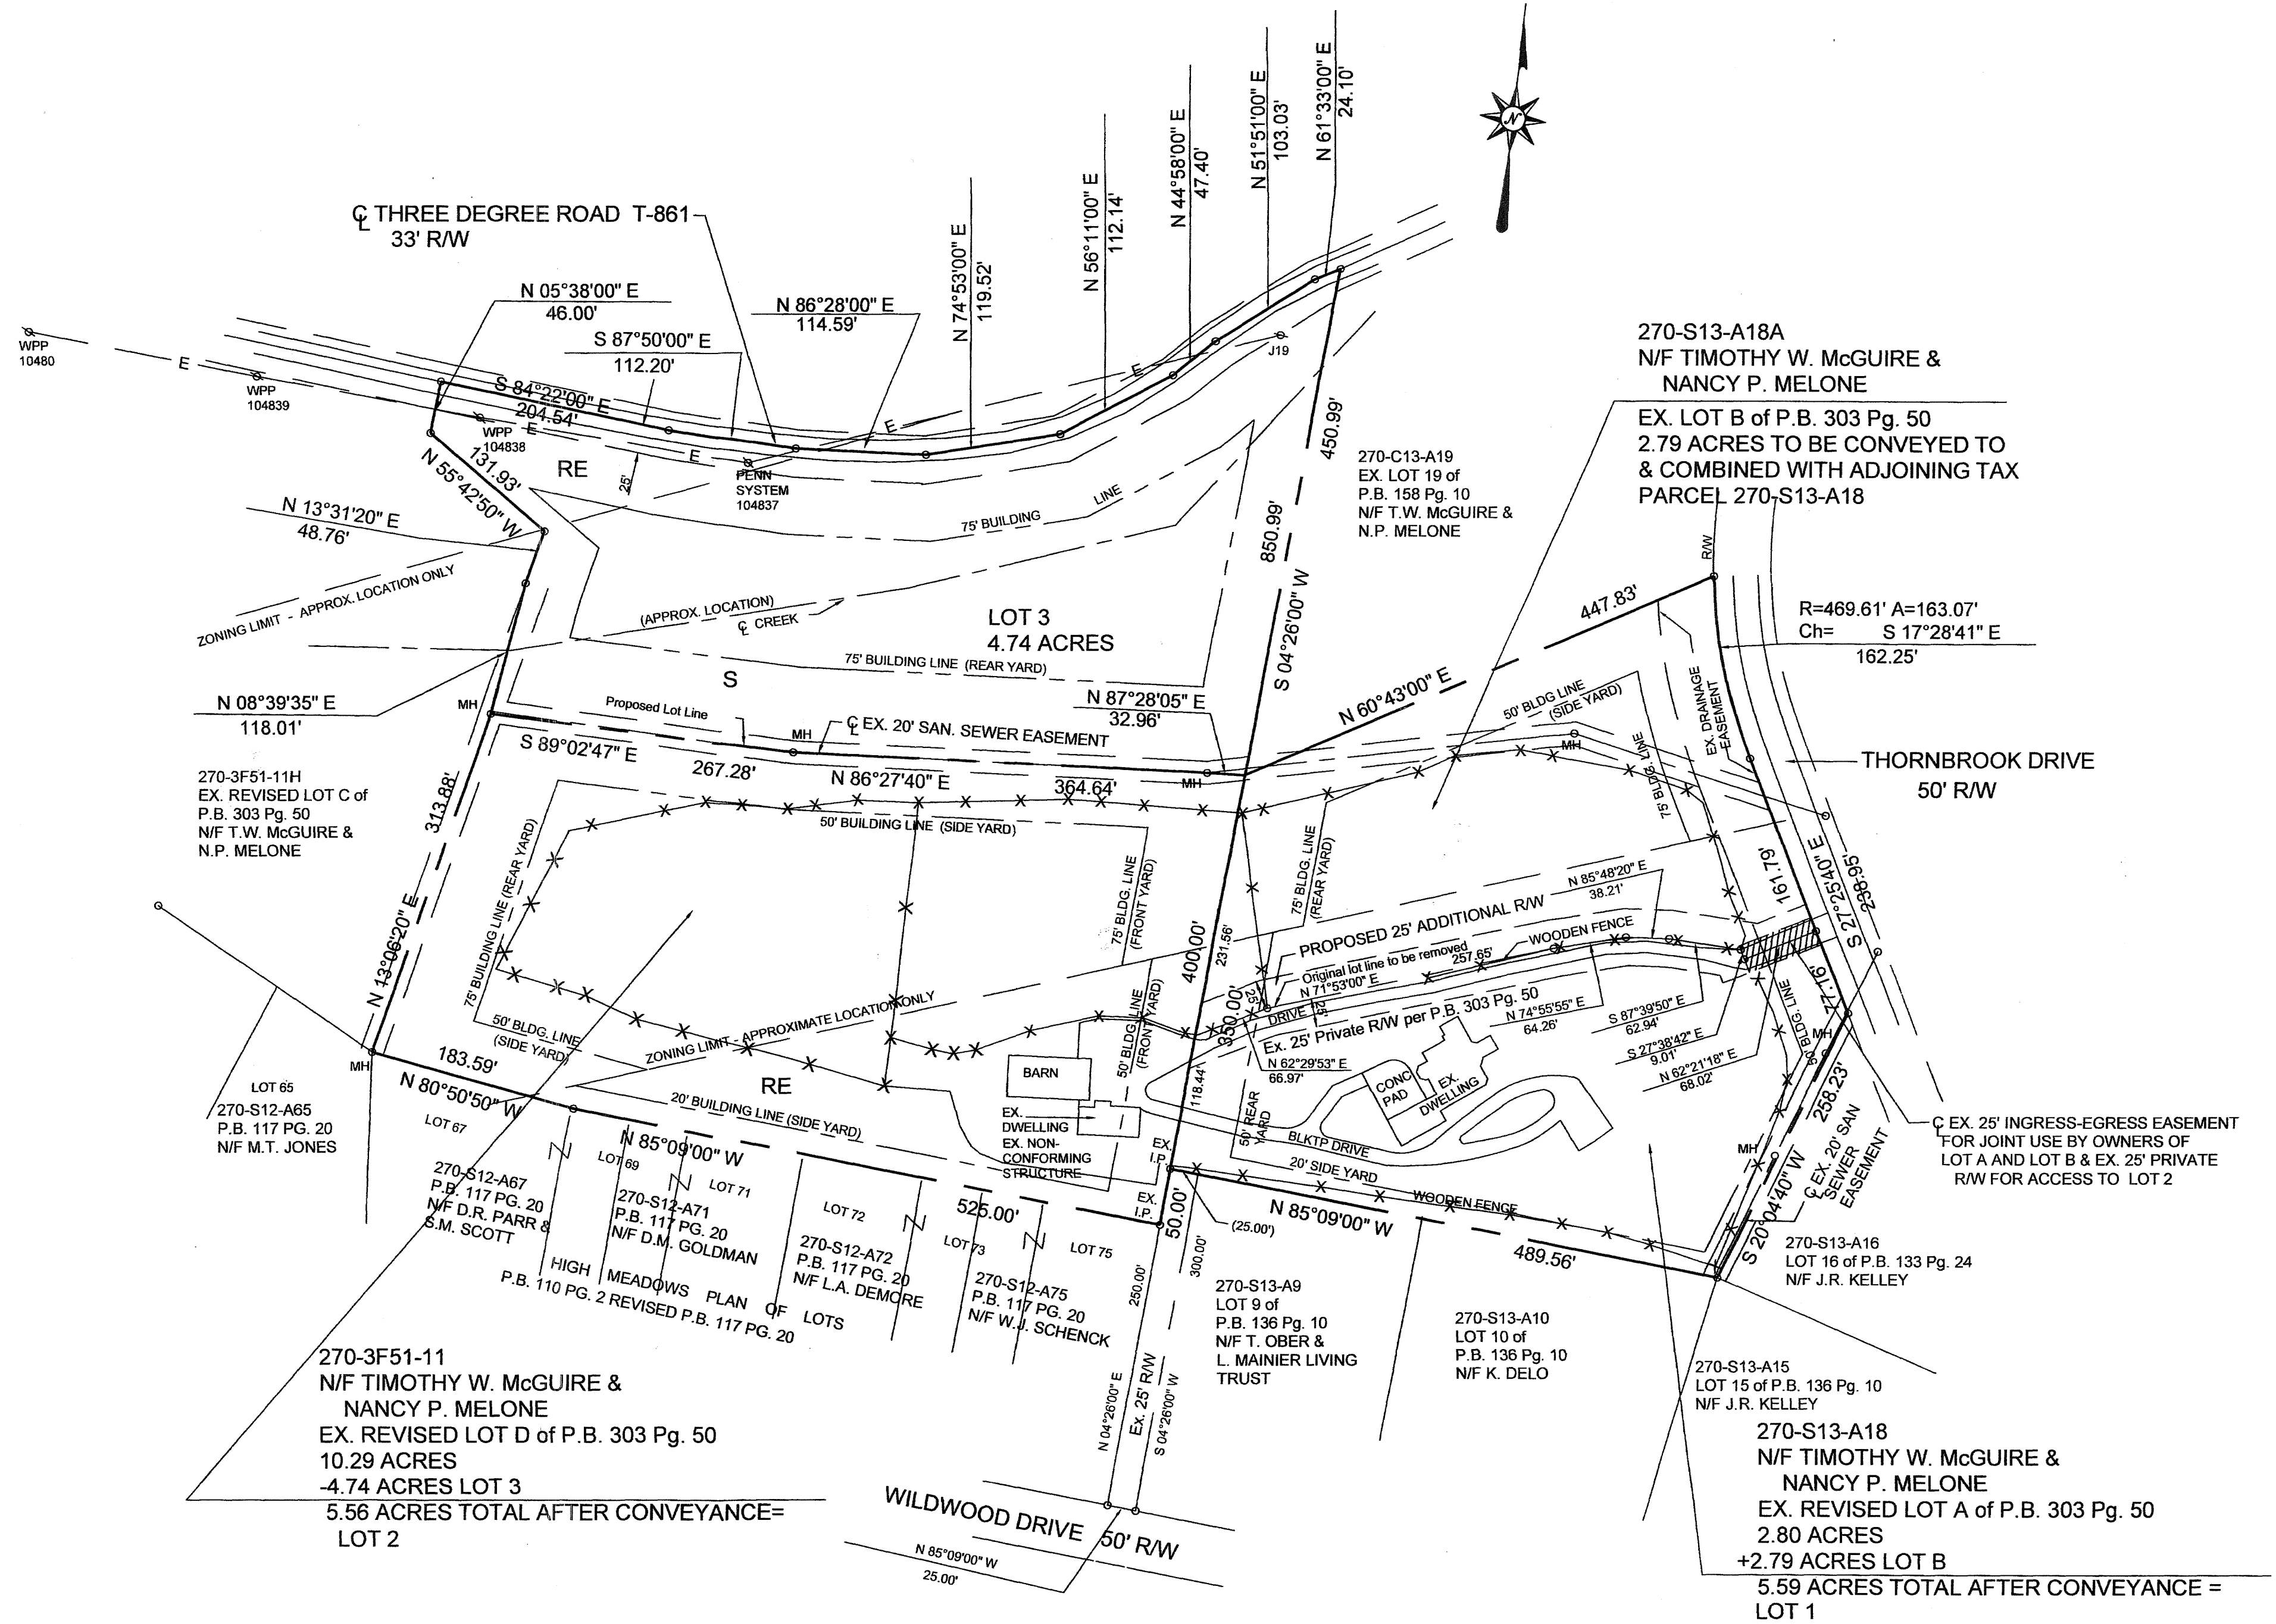 N 61°33'00" E
24.10'
N 51°51'00" E
103.03'
N 44°58'00" E
47.40'
N 56°11'00" E
112.14'
N 74°53'00" E
119.52'
N
℄ THREE DEGREE ROAD T-861
33' R/W
N 05°38'00" E
46.00'
N 86°28'00" E
114.59'
S 87°50'00" E
112.20'
S 84°22'00" E
204.54'
WPP
10480
E
WPP
104839
WPP
104838
E
E
E
E
PENN
SYSTEM
104837
J19
RE
25'
131.93'
N 55°42'50" W
N 13°31'20" E
48.76'
ZONING LIMIT - APPROX. LOCATION ONLY
75' BUILDING LINE
(APPROX. LOCATION)
℄ CREEK
LOT 3
4.74 ACRES
75' BUILDING LINE (REAR YARD)
S
450.99'
850.99'
S 04°26'00" W
270-C13-A19
EX. LOT 19 of
P.B. 158 Pg. 10
N/F T.W. McGUIRE &
N.P. MELONE
270-S13-A18A
N/F TIMOTHY W. McGUIRE &
NANCY P. MELONE
EX. LOT B of P.B. 303 Pg. 50
2.79 ACRES TO BE CONVEYED TO
& COMBINED WITH ADJOINING TAX
PARCEL 270-S13-A18
R/W
447.83'
N 60°43'00" E
R=469.61' A=163.07'
Ch= S 17°28'41" E
162.25'
EX. DRAINAGE
EASEMENT
50' BLDG LINE
(SIDE YARD)
75' BLDG. LINE
MH
THORNBROOK DRIVE
50' R/W
N 08°39'35" E
118.01'
MH
Proposed Lot Line
MH
℄ EX. 20' SAN. SEWER EASEMENT
N 87°28'05" E
32.96'
S 89°02'47" E
267.28'
N 86°27'40" E
364.64'
MH
270-3F51-11H
EX. REVISED LOT C of
P.B. 303 Pg. 50
N/F T.W. McGUIRE &
N.P. MELONE
313.88'
N 13°06'20" E
50' BUILDING LINE (SIDE YARD)
75' BUILDING LINE (REAR YARD)
75' BLDG. LINE
(FRONT YARD)
75' BLDG. LINE
(REAR YARD)
400.00'
231.56'
350.00'
118.44'
N 85°48'20" E
38.21'
PROPOSED 25' ADDITIONAL R/W
WOODEN FENCE
Original lot line to be removed
257.65'
N 71°53'00" E
25'
25'
DRIVE
Ex. 25' Private R/W per P.B. 303 Pg. 50
N 74°55'55" E
64.26'
S 87°39'50" E
62.94'
S 27°38'42" E
9.01'
N 62°21'18" E
68.02'
N 62°29'53" E
66.97'
161.79'
S 27°25'40" E
238.95'
77.16'
50' BLDG. LINE
MH
258.23'
S 20°04'40" W
MH
℄ EX. 20' SAN
SEWER
EASEMENT
℄ EX. 25' INGRESS-EGRESS EASEMENT
FOR JOINT USE BY OWNERS OF
LOT A AND LOT B & EX. 25' PRIVATE
R/W FOR ACCESS TO LOT 2
50' BLDG. LINE
(SIDE YARD)
ZONING LIMIT - APPROXIMATE LOCATION ONLY
50' BLDG. LINE
(FRONT YARD)
RE
BARN
EX.
DWELLING
EX. NON-
CONFORMING
STRUCTURE
CONC
PAD
EX.
DWELLING
BLKTP DRIVE
50' REAR
YARD
20' SIDE YARD
WOODEN FENCE
MH
183.59'
N 80°50'50" W
20' BUILDING LINE (SIDE YARD)
N 85°09'00" W
525.00'
EX.
I.P.
EX.
I.P.
50.00'
(25.00')
N 85°09'00" W
489.56'
LOT 65
270-S12-A65
P.B. 117 PG. 20
N/F M.T. JONES
LOT 67
270-S12-A67
P.B. 117 PG. 20
N/F D.R. PARR &
S.M. SCOTT
LOT 69
LOT 71
270-S12-A71
P.B. 117 PG. 20
N/F D.M. GOLDMAN
LOT 72
270-S12-A72
P.B. 117 PG. 20
N/F L.A. DEMORE
LOT 73
LOT 75
270-S12-A75
P.B. 117 PG. 20
N/F W.J. SCHENCK
HIGH MEADOWS PLAN OF LOTS
P.B. 110 PG. 2 REVISED P.B. 117 PG. 20
250.00'
300.00'
N 04°26'00" E
Ex. 25' R/W
S 04°26'00" W
270-S13-A9
LOT 9 of
P.B. 136 Pg. 10
N/F T. OBER &
L. MAINIER LIVING
TRUST
270-S13-A10
LOT 10 of
P.B. 136 Pg. 10
N/F K. DELO
270-S13-A16
LOT 16 of P.B. 133 Pg. 24
N/F J.R. KELLEY
270-S13-A15
LOT 15 of P.B. 136 Pg. 10
N/F J.R. KELLEY
270-3F51-11
N/F TIMOTHY W. McGUIRE &
NANCY P. MELONE
EX. REVISED LOT D of P.B. 303 Pg. 50
10.29 ACRES
-4.74 ACRES LOT 3
5.56 ACRES TOTAL AFTER CONVEYANCE=
LOT 2
WILDWOOD DRIVE 50' R/W
N 85°09'00" W
25.00'
270-S13-A18
N/F TIMOTHY W. McGUIRE &
NANCY P. MELONE
EX. REVISED LOT A of P.B. 303 Pg. 50
2.80 ACRES
+2.79 ACRES LOT B
5.59 ACRES TOTAL AFTER CONVEYANCE =
LOT 1